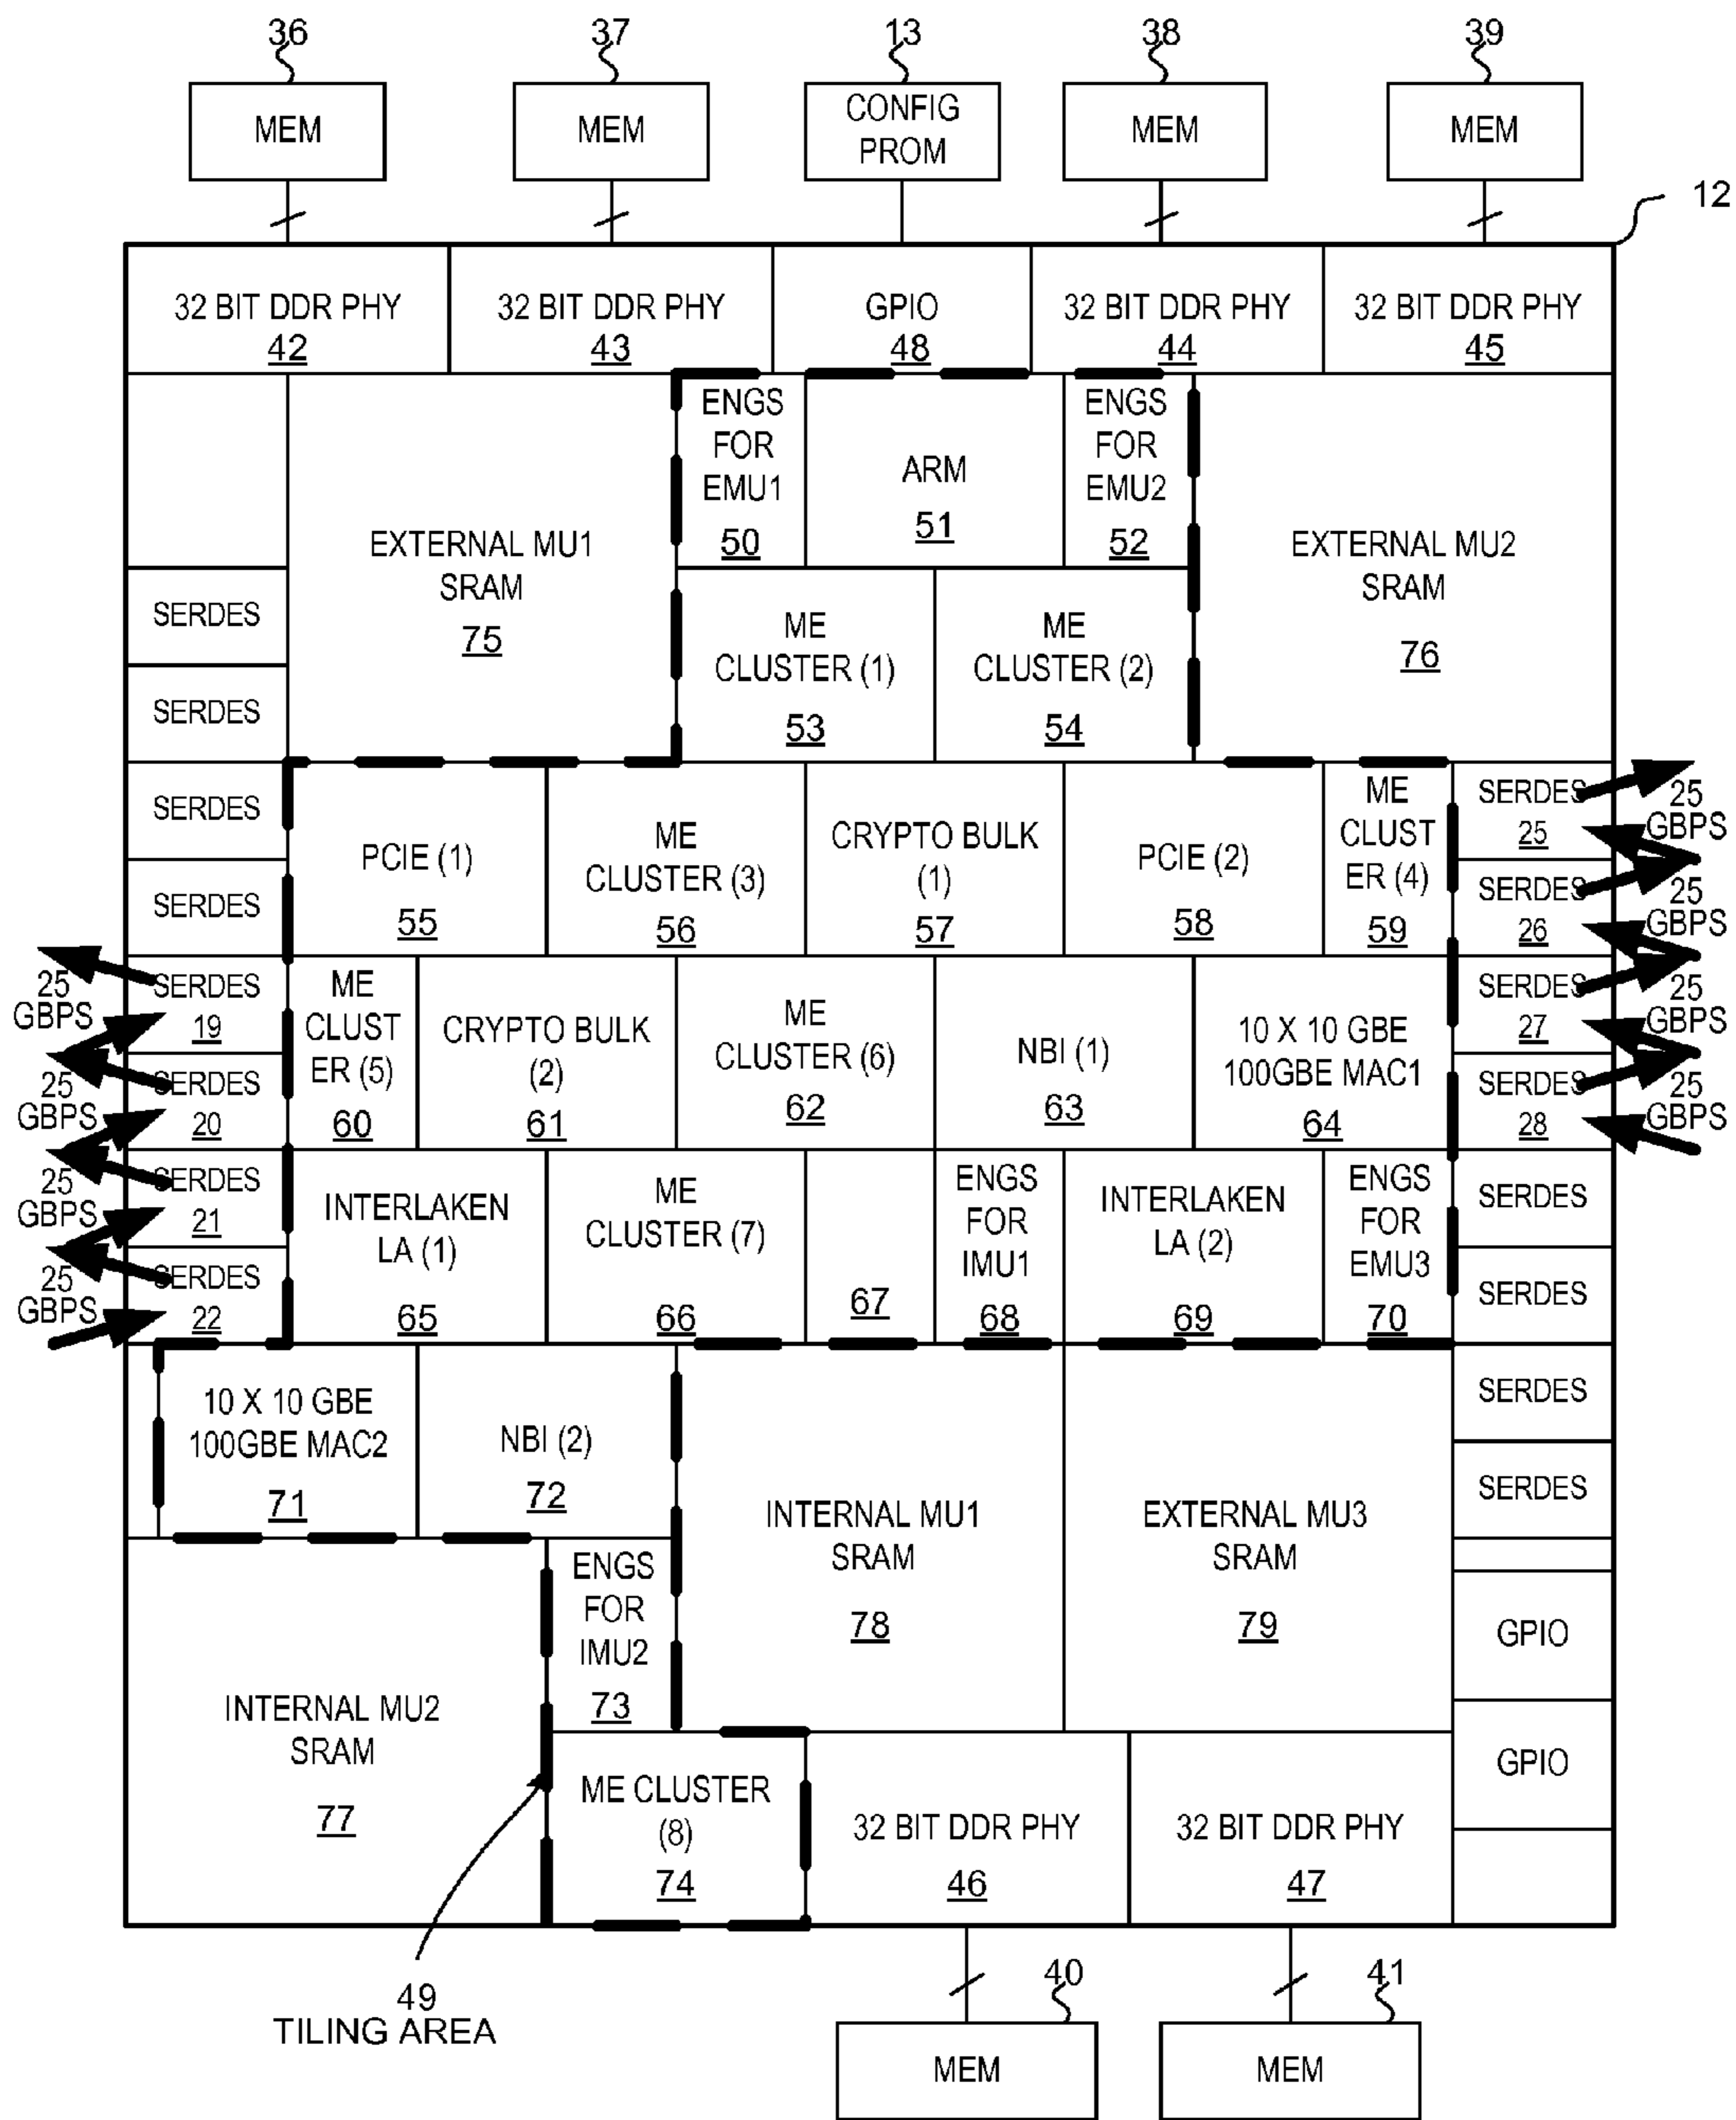 36
37
13
38
39
MEM
MEM
CONFIG
PROM
MEM
MEM
12
32 BIT DDR PHY
42
32 BIT DDR PHY
43
GPIO
48
32 BIT DDR PHY
44
32 BIT DDR PHY
45
EXTERNAL MU1
SRAM
75
ENGS
FOR
EMU1
50
ARM
51
ENGS
FOR
EMU2
52
EXTERNAL MU2
SRAM
76
SERDES
SERDES
ME
CLUSTER (1)
53
ME
CLUSTER (2)
54
SERDES
SERDES
PCIE (1)
55
ME
CLUSTER (3)
56
CRYPTO BULK
(1)
57
PCIE (2)
58
ME
CLUST
ER (4)
59
SERDES
25
25
GBPS
SERDES
26
25
GBPS
25
GBPS
SERDES
19
25
GBPS
SERDES
20
ME
CLUST
ER (5)
60
CRYPTO BULK
(2)
61
ME
CLUSTER (6)
62
NBI (1)
63
10 X 10 GBE
100GBE MAC1
64
SERDES
27
25
GBPS
SERDES
28
25
GBPS
25
GBPS
SERDES
21
25
GBPS
SERDES
22
INTERLAKEN
LA (1)
65
ME
CLUSTER (7)
66
67
ENGS
FOR
IMU1
68
INTERLAKEN
LA (2)
69
ENGS
FOR
EMU3
70
SERDES
SERDES
10 X 10 GBE
100GBE MAC2
71
NBI (2)
72
INTERNAL MU1
SRAM
78
EXTERNAL MU3
SRAM
79
SERDES
SERDES
INTERNAL MU2
SRAM
77
ENGS
FOR
IMU2
73
GPIO
GPIO
ME CLUSTER
(8)
74
32 BIT DDR PHY
46
32 BIT DDR PHY
47
49
TILING AREA
40
41
MEM
MEM